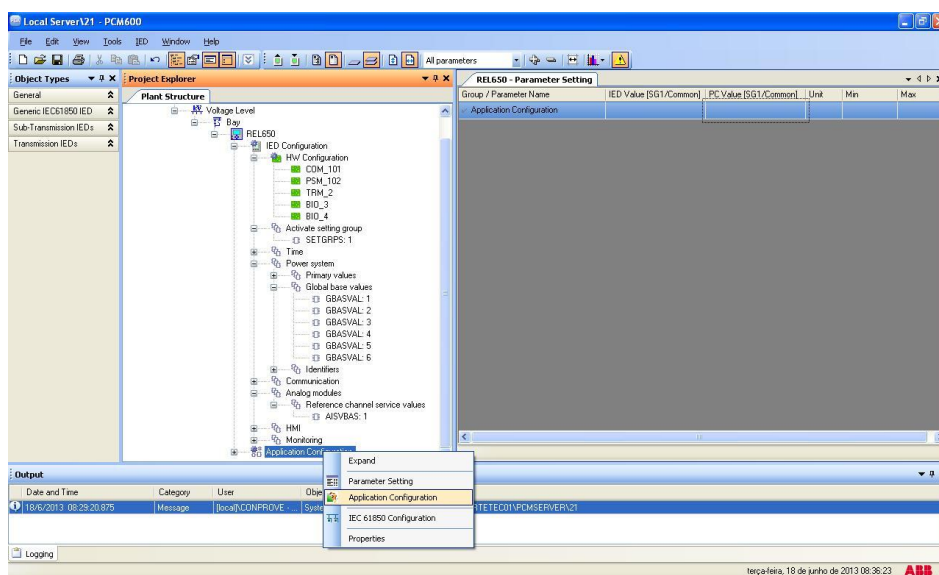 Local Server\21 - PCM600
File Edit View Tools IED Window Help
All parameters
Object Types
General
Generic IEC61850 IED
Sub-Transmission IEDs
Transmission IEDs
Project Explorer
Plant Structure
Voltage Level
Bay
REL650
IED Configuration
HW Configuration
COM_101
PSM_102
TRM_2
BIO_3
BIO_4
Activate setting group
SETGRPS: 1
Time
Power system
Primary values
Global base values
GBASVAL: 1
GBASVAL: 2
GBASVAL: 3
GBASVAL: 4
GBASVAL: 5
GBASVAL: 6
Identifiers
Communication
Analog modules
Reference channel service values
AISVBAS: 1
HMI
Monitoring
Application Con
Expand
Parameter Setting
Application Configuration
IEC 61850 Configuration
Properties
REL650 - Parameter Setting
Group / Parameter Name IED Value [SG1/Common] PC Value [SG1/Common] Unit Min Max
Application Configuration
Output
Date and Time Category User Obje
18/6/2013 08:29:20.875 Message [local]\CONPROVE - ... Syste RTETEC01\PCMSERVER\21
Logging
terça-feira, 18 de junho de 2013 08:36:23 ABB